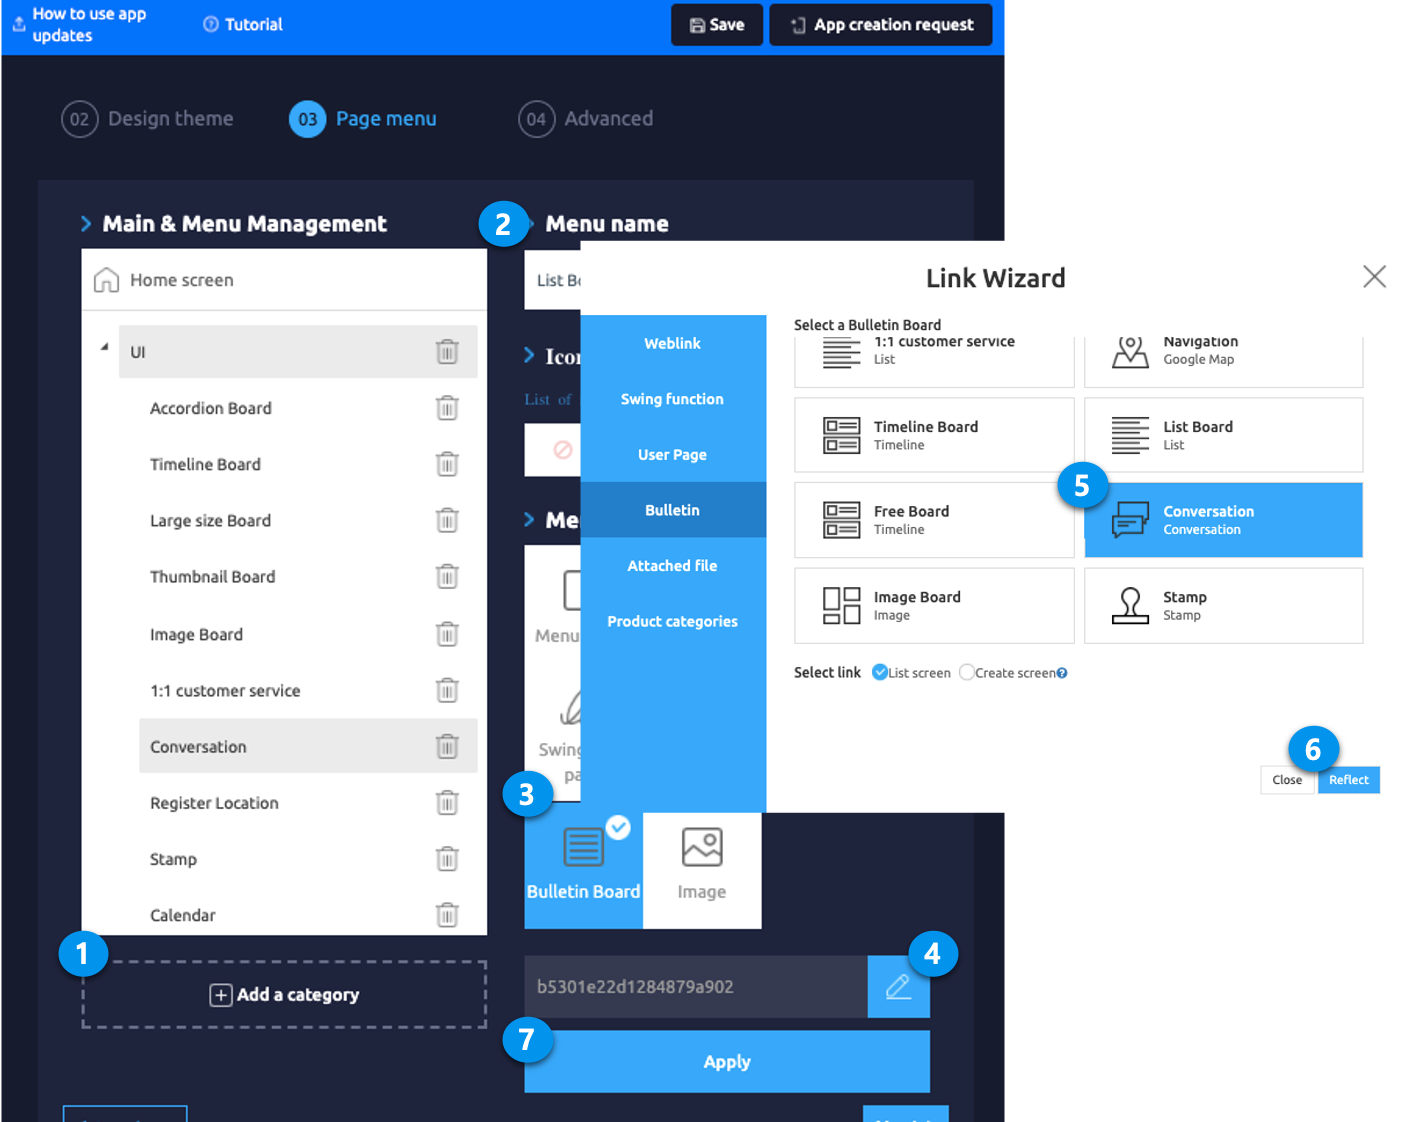 How to use app
updates
Tutorial
Save
App creation request
02 Design theme
03 Page menu
04 Advanced
Main & Menu Management
2
Menu name
Home screen
List
Link Wizard
UI
Accordion Board
Timeline Board
Large size Board
Thumbnail Board
Image Board
1:1 customer service
Conversation
Register Location
Stamp
Calendar
1
Add a category
List of
Menu
Swing
3
Bulletin Board
Image
b5301e22d1284879a902
4
7
Apply
Weblink
Swing function
User Page
Bulletin
Attached file
Product categories
Select a Bulletin Board
1:1 customer service
List
Navigation
Google Map
Timeline Board
Timeline
List Board
List
5
Free Board
Timeline
Conversation
Conversation
Image Board
Image
Stamp
Stamp
Select link List screen Create screen
6
Close
Reflect